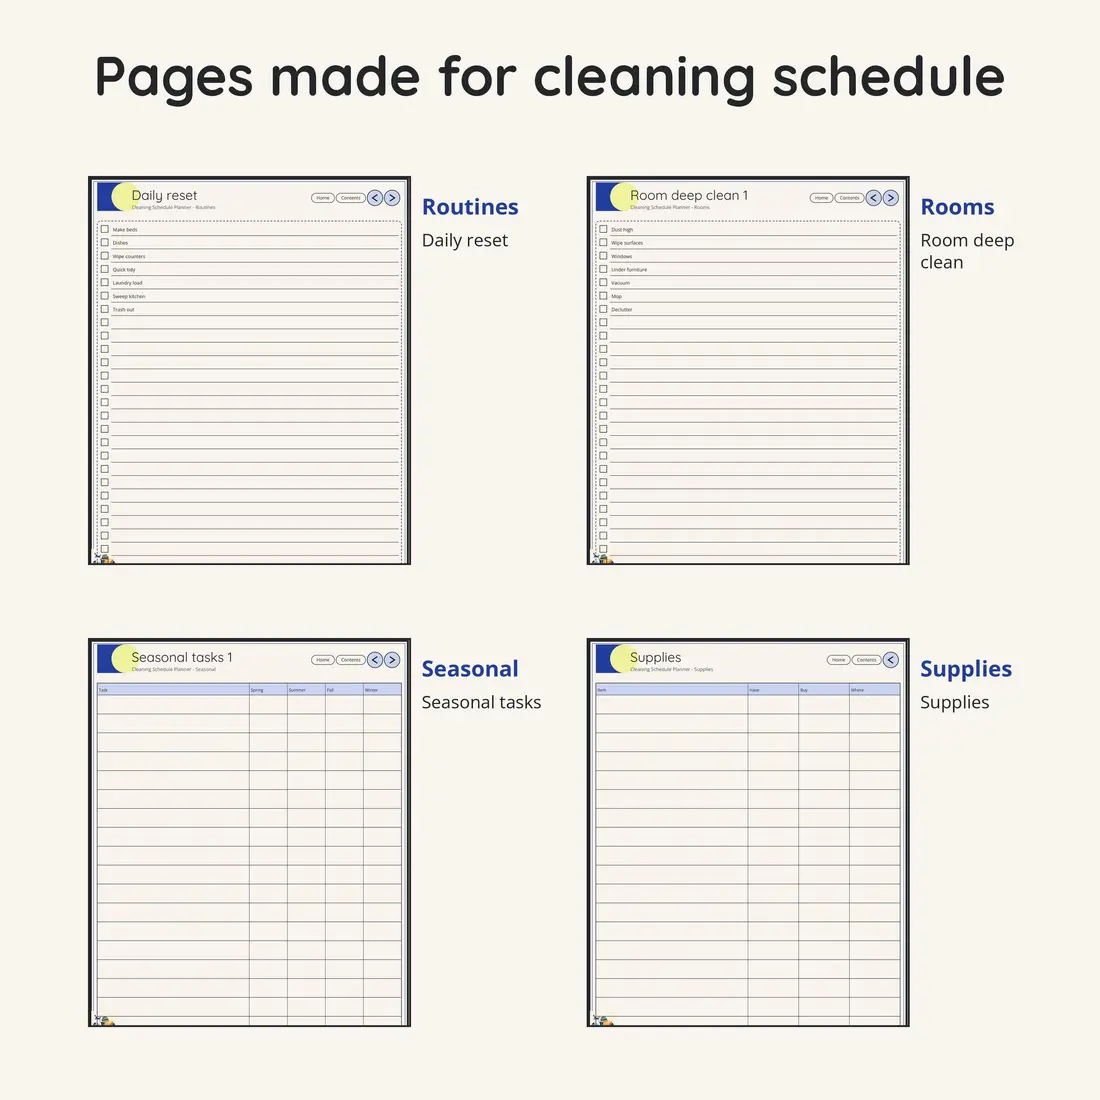 Pages made for cleaning schedule
Daily reset
Cleaning Schedule Planner - Routines
Home
Contents
<
>
Make beds
Dishes
Wipe counters
Quick tidy
Laundry load
Sweep kitchen
Trash out
Routines
Daily reset
Room deep clean 1
Cleaning Schedule Planner - Rooms
Home
Contents
<
>
Dust high
Wipe surfaces
Windows
Under furniture
Vacuum
Mop
Declutter
Rooms
Room deep
clean
Seasonal tasks 1
Cleaning Schedule Planner - Seasonal
Home
Contents
<
>
Task
Spring
Summer
Fall
Winter
Seasonal
Seasonal tasks
Supplies
Cleaning Schedule Planner - Supplies
Home
Contents
<
Item
Have
Buy
Where
Supplies
Supplies